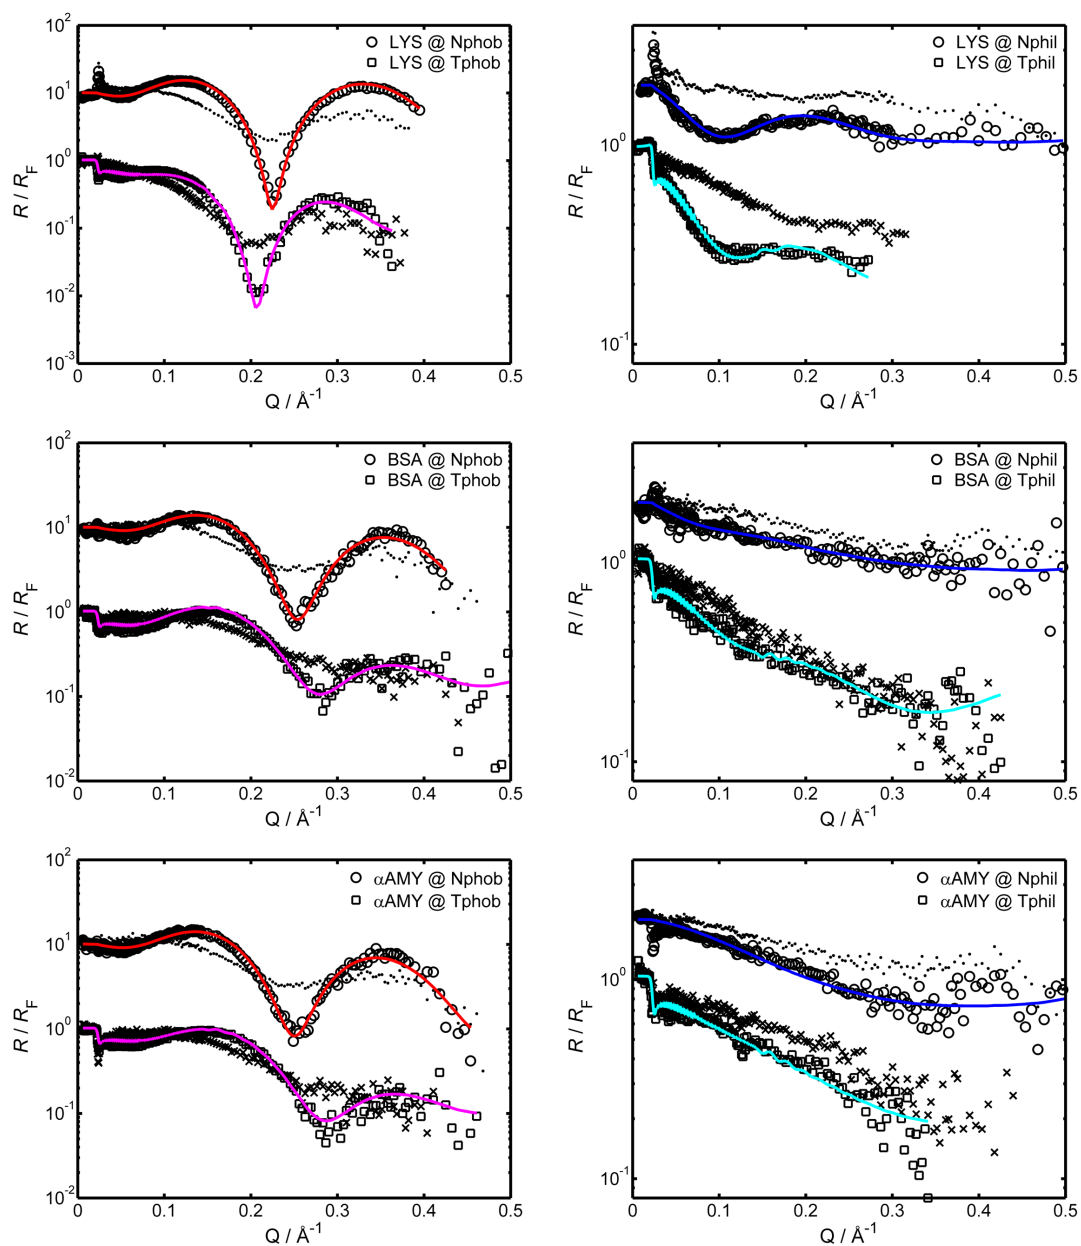 10²
10¹
10⁰
10⁻¹
10⁻²
10⁻³
R / R_F
0 0.1 0.2 0.3 0.4 0.5
Q / Å⁻¹
LYS @ Nphob
LYS @ Tphob
10⁰
10⁻¹
R / R_F
0 0.1 0.2 0.3 0.4 0.5
Q / Å⁻¹
LYS @ Nphil
LYS @ Tphil
10²
10¹
10⁰
10⁻¹
10⁻²
R / R_F
0 0.1 0.2 0.3 0.4 0.5
Q / Å⁻¹
BSA @ Nphob
BSA @ Tphob
10⁰
10⁻¹
R / R_F
0 0.1 0.2 0.3 0.4 0.5
Q / Å⁻¹
BSA @ Nphil
BSA @ Tphil
10²
10¹
10⁰
10⁻¹
10⁻²
R / R_F
0 0.1 0.2 0.3 0.4 0.5
Q / Å⁻¹
αAMY @ Nphob
αAMY @ Tphob
10⁰
10⁻¹
R / R_F
0 0.1 0.2 0.3 0.4 0.5
Q / Å⁻¹
αAMY @ Nphil
αAMY @ Tphil